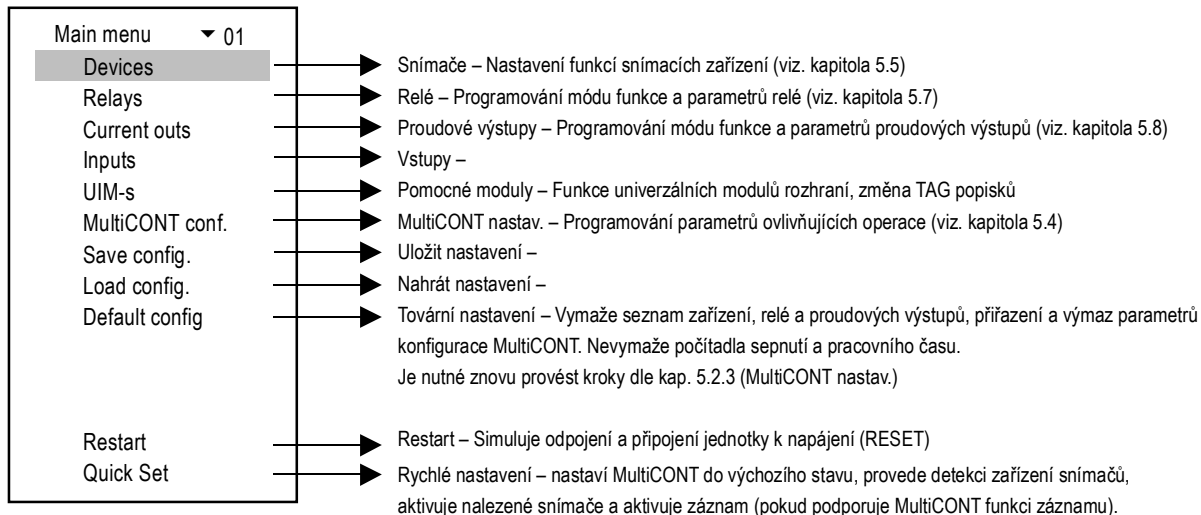 Main menu 01
Devices
Snímače – Nastavení funkcí snímacích zařízení (viz. kapitola 5.5)
Relays
Relé – Programování módu funkce a parametrů relé (viz. kapitola 5.7)
Current outs
Proudové výstupy – Programování módu funkce a parametrů proudových výstupů (viz. kapitola 5.8)
Inputs
Vstupy –
UIM-s
Pomocné moduly – Funkce univerzálních modulů rozhraní, změna TAG popisků
MultiCONT conf.
MultiCONT nastav. – Programování parametrů ovlivňujících operace (viz. kapitola 5.4)
Save config.
Uložit nastavení –
Load config.
Nahrát nastavení –
Default config
Tovární nastavení – Vymaže seznam zařízení, relé a proudových výstupů, přiřazení a výmaz parametrů
konfigurace MultiCONT. Nevymaže počítadla sepnutí a pracovního času.
Je nutné znovu provést kroky dle kap. 5.2.3 (MultiCONT nastav.)
Restart
Restart – Simuluje odpojení a připojení jednotky k napájení (RESET)
Quick Set
Rychlé nastavení – nastaví MultiCONT do výchozího stavu, provede detekci zařízení snímačů,
aktivuje nalezené snímače a aktivuje záznam (pokud podporuje MultiCONT funkci záznamu).